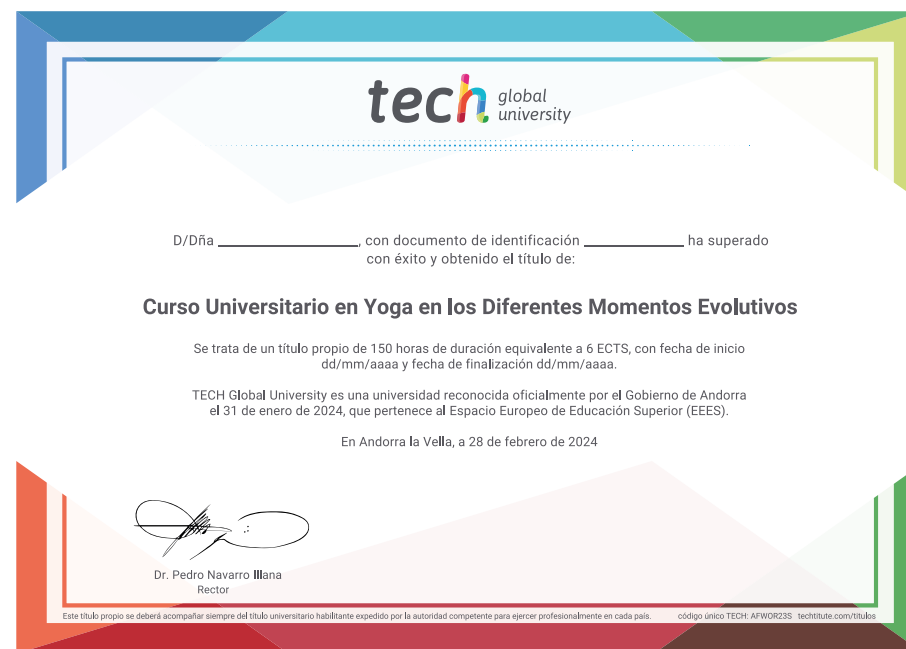 tech global university
D/Dña ____________________, con documento de identificación ______________ ha superado
con éxito y obtenido el título de:
Curso Universitario en Yoga en los Diferentes Momentos Evolutivos
Se trata de un título propio de 150 horas de duración equivalente a 6 ECTS, con fecha de inicio
dd/mm/aaaa y fecha de finalización dd/mm/aaaa.
TECH Global University es una universidad reconocida oficialmente por el Gobierno de Andorra
el 31 de enero de 2024, que pertenece al Espacio Europeo de Educación Superior (EEES).
En Andorra la Vella, a 28 de febrero de 2024
Dr. Pedro Navarro Illana
Rector
Este título propio se deberá acompañar siempre del título universitario habilitante expedido por la autoridad competente para ejercer profesionalmente en cada país. código único TECH: AFWOR23S techtitute.com/titulos